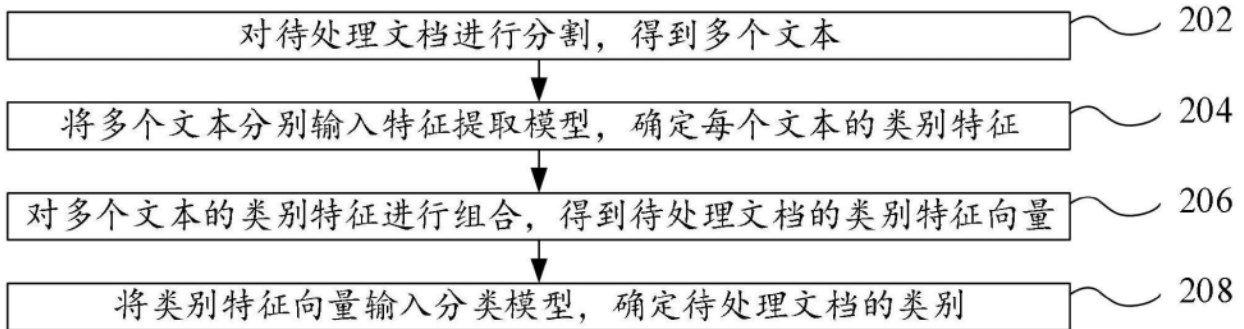 对待处理文档进行分割，得到多个文本 202
将多个文本分别输入特征提取模型，确定每个文本的类别特征 204
对多个文本的类别特征进行组合，得到待处理文档的类别特征向量 206
将类别特征向量输入分类模型，确定待处理文档的类别 208